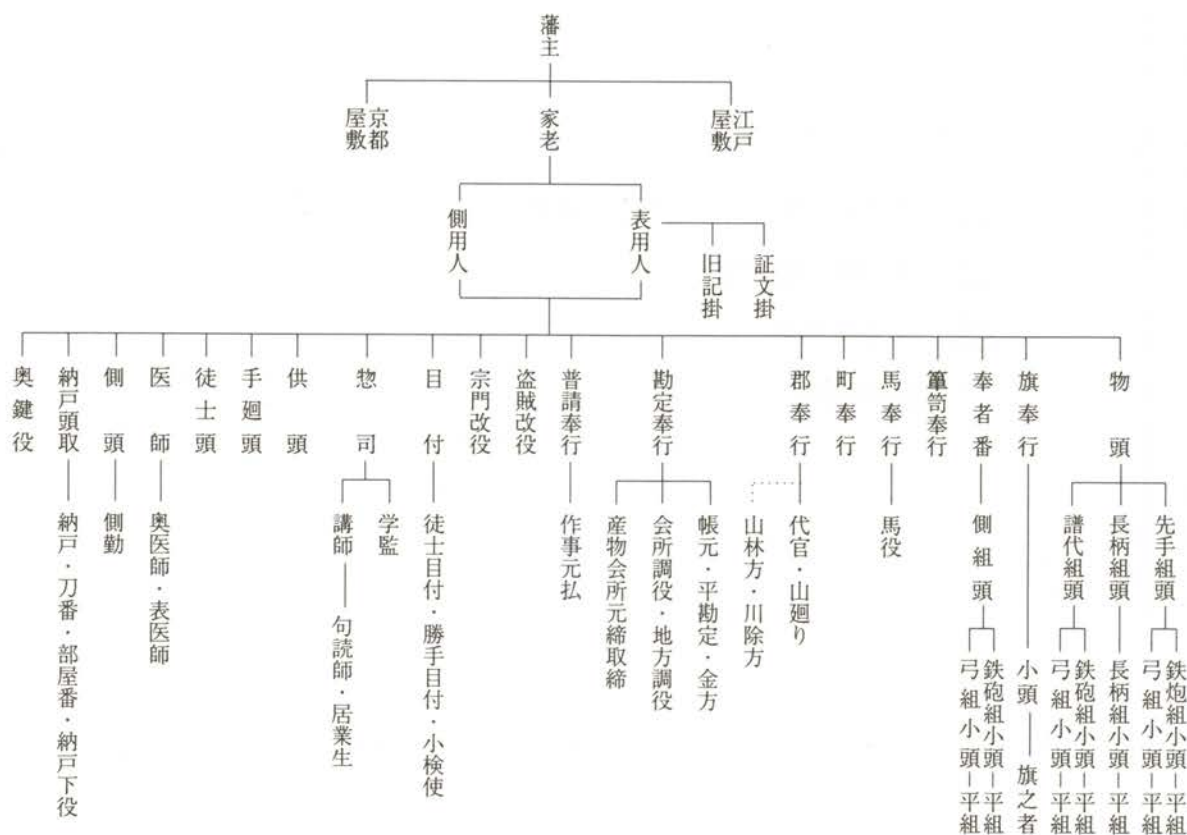 藩主
江戸
屋敷
家老
京都
屋敷
表用人
側用人
証文掛
旧記掛
物頭
先手組頭
鉄炮組小頭－平組
弓組小頭－平組
長柄組頭
長柄組小頭－平組
譜代組頭
鉄砲組小頭－平組
弓組小頭－平組
旗奉行
小頭
旗之者
奉者番
側組頭
鉄砲組小頭－平組
弓組小頭－平組
篳笥奉行
馬奉行
馬役
町奉行
郡奉行
代官・山廻り
山林方・川除方
勘定奉行
帳元・平勘定・金方
会所調役・地方調役
産物会所元締取締
普請奉行
作事元払
盗賊改役
宗門改役
目付
徒士目付・勝手目付・小検使
惣司
学監
講師
句読師・居業生
供頭
手廻頭
徒士頭
医師
奥医師・表医師
側頭
側勤
納戸頭取
納戸・刀番・部屋番・納戸下役
奥鍵役